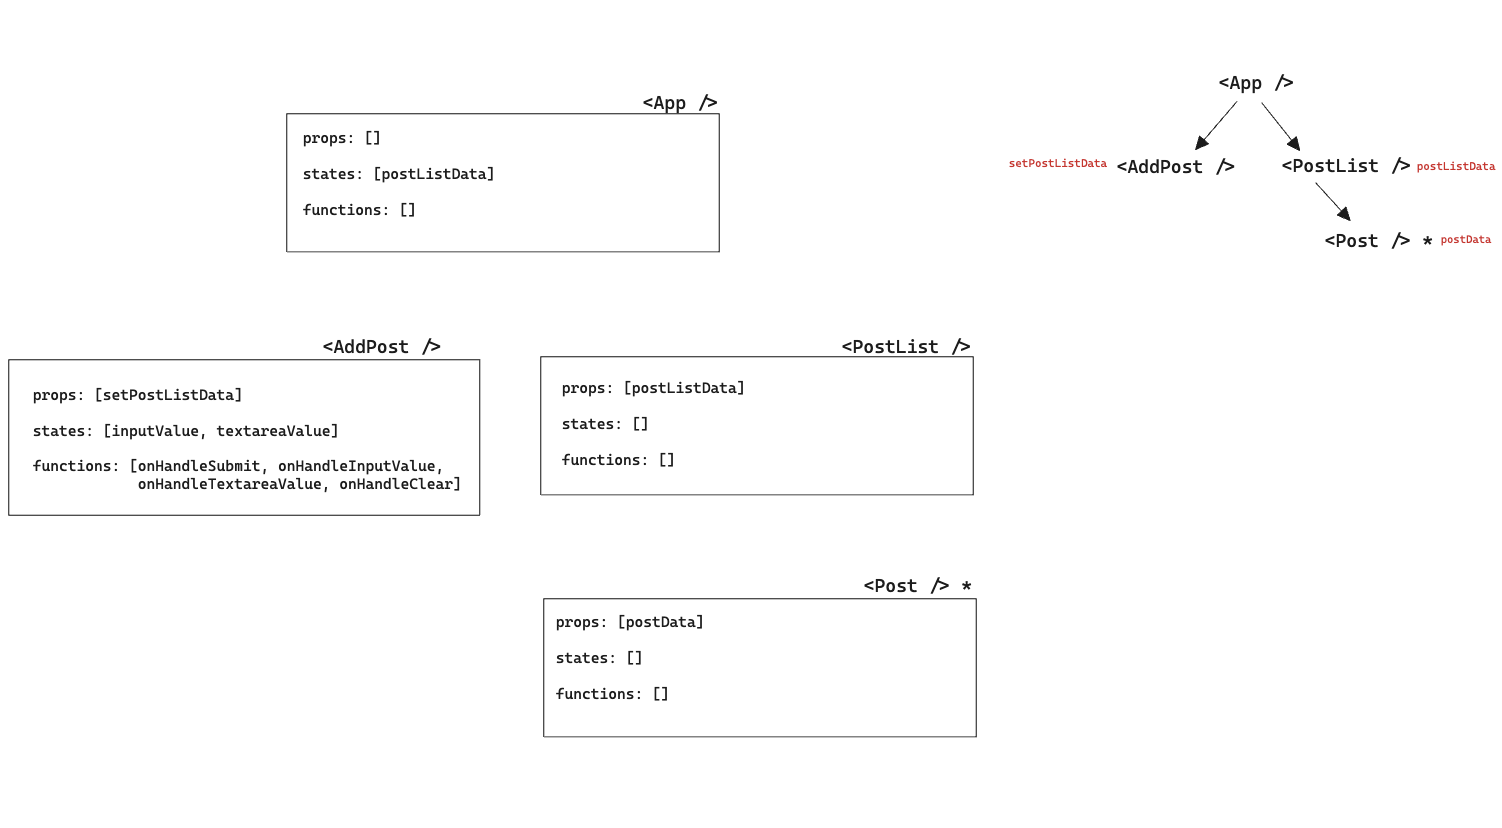 <App />
props: []
states: [postListData]
functions: []
<App />
setPostListData <AddPost />
<PostList /> postListData
<Post /> * postData
<AddPost />
props: [setPostListData]
states: [inputValue, textareaValue]
functions: [onHandleSubmit, onHandleInputValue,
onHandleTextareaValue, onHandleClear]
<PostList />
props: [postListData]
states: []
functions: []
<Post /> *
props: [postData]
states: []
functions: []